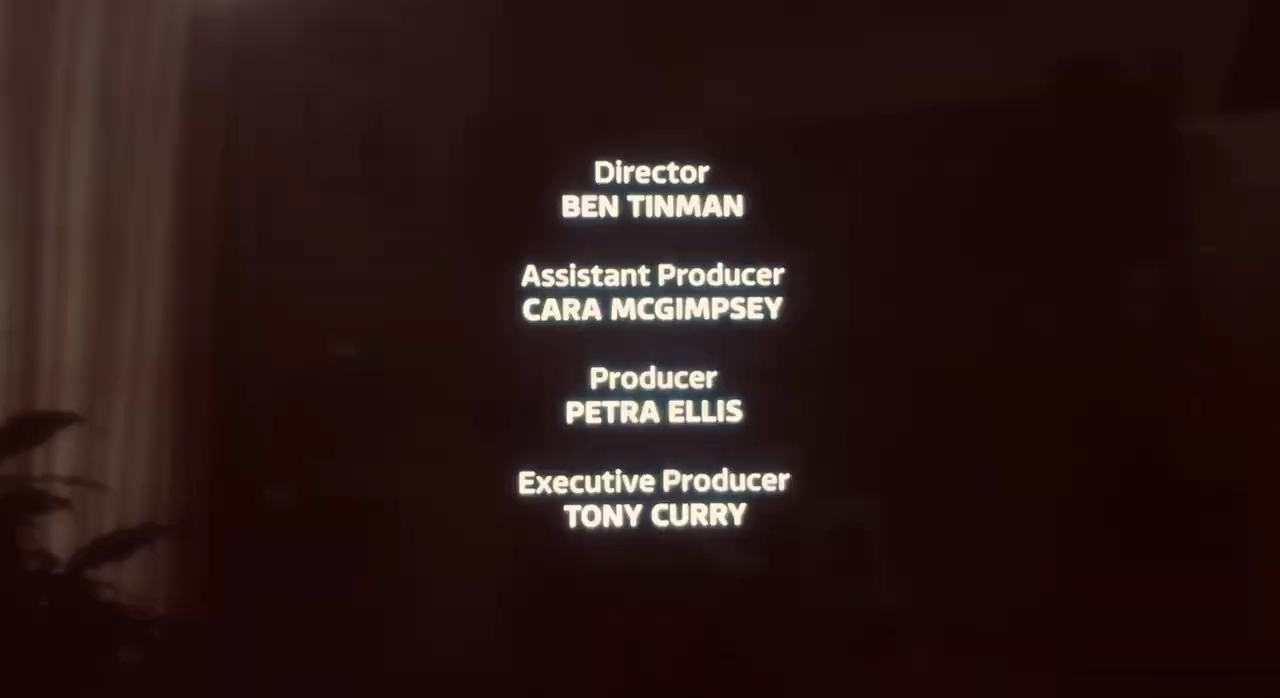 Director
BEN TINMAN
Assistant Producer
CARA MCGIMPSEY
Producer
PETRA ELLIS
Executive Producer
TONY CURRY